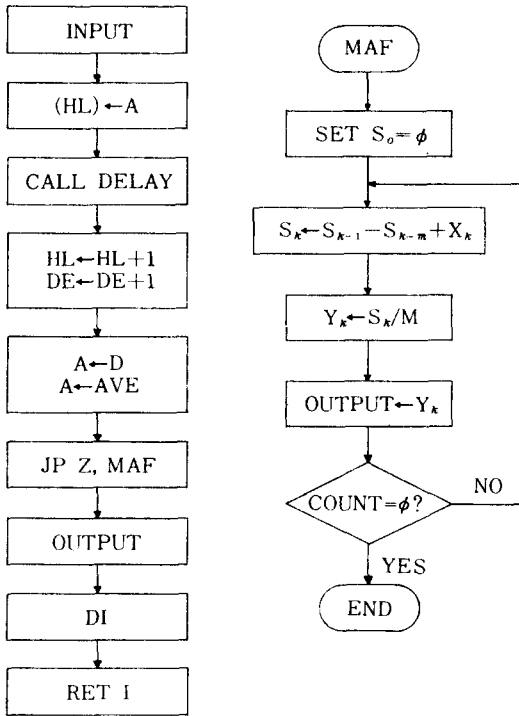 INPUT
(HL)←A
CALL DELAY
HL←HL+1
DE←DE+1
A←D
A←AVE
JP Z, MAF
OUTPUT
DI
RET I
MAF
SET Sₒ=φ
Sₖ←Sₖ₋₁−Sₖ₋ₘ+Xₖ
Yₖ←Sₖ/M
OUTPUT←Yₖ
COUNT=φ?
NO
YES
END